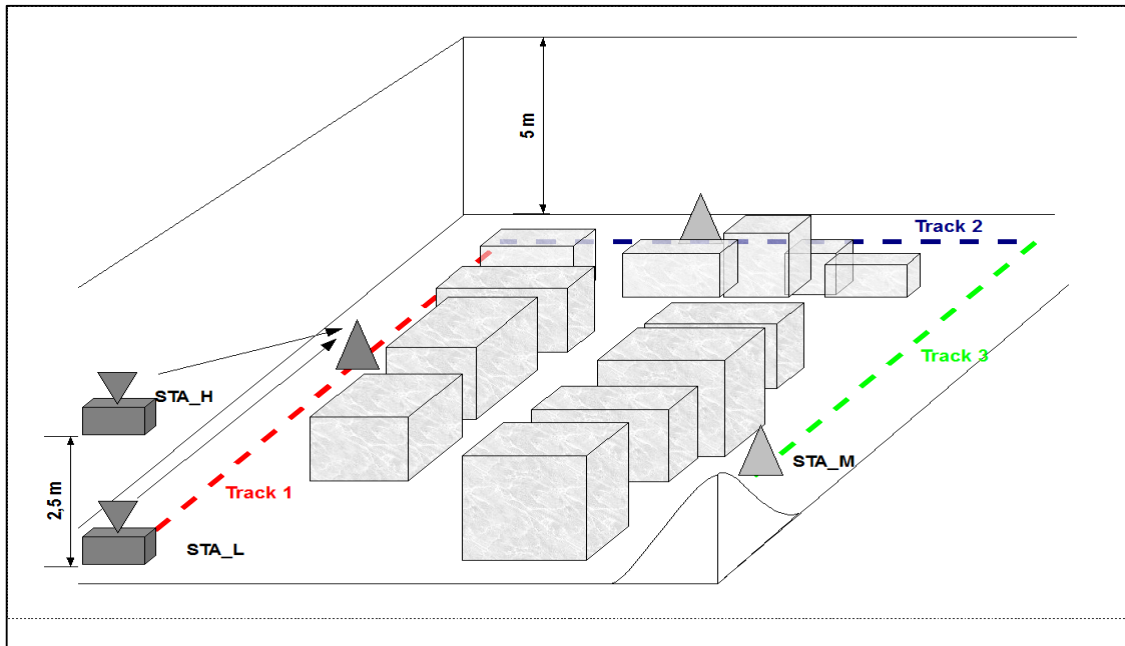 5 m
Track 2
Track 3
STA_H
STA_M
2,5 m
Track 1
STA_L